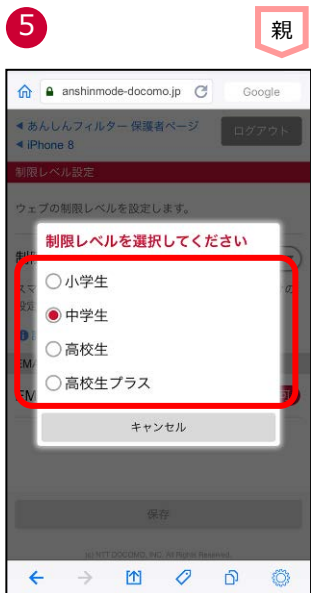 5
親
anshinmode-docomo.jp
Google
あんしんフィルター 保護者ページ
iPhone 8
ログアウト
制限レベル設定
ウェブの制限レベルを設定します。
制限レベルを選択してください
小学生
中学生
高校生
高校生プラス
キャンセル
保存
(c) NTT DOCOMO, INC. All Rights Reserved.